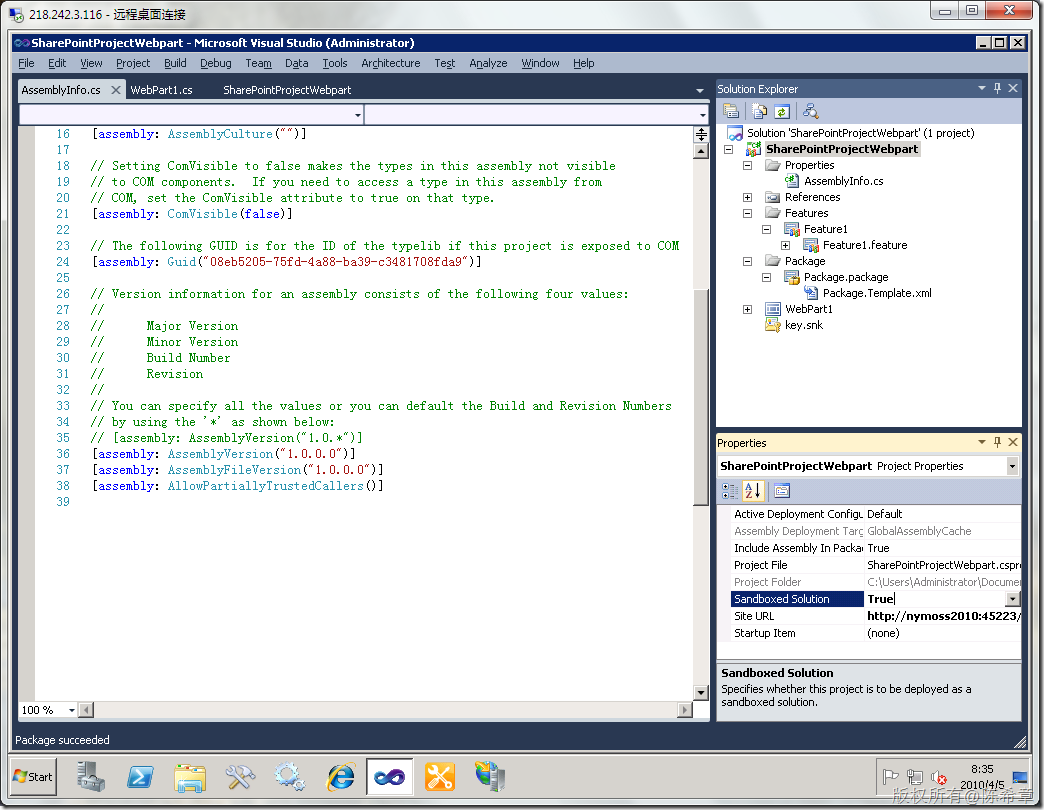 218.242.3.116 - 远程桌面连接
SharePointProjectWebpart - Microsoft Visual Studio (Administrator)
File Edit View Project Build Debug Team Data Tools Architecture Test Analyze Window Help
AssemblyInfo.cs WebPart1.cs SharePointProjectWebpart
16 [assembly: AssemblyCulture("")]
17
18 // Setting ComVisible to false makes the types in this assembly not visible
19 // to COM components.  If you need to access a type in this assembly from
20 // COM, set the ComVisible attribute to true on that type.
21 [assembly: ComVisible(false)]
22
23 // The following GUID is for the ID of the typelib if this project is exposed to COM
24 [assembly: Guid("08eb5205-75fd-4a88-ba39-c3481708fda9")]
25
26 // Version information for an assembly consists of the following four values:
27 //
28 //      Major Version
29 //      Minor Version
30 //      Build Number
31 //      Revision
32 //
33 // You can specify all the values or you can default the Build and Revision Numbers
34 // by using the '*' as shown below:
35 // [assembly: AssemblyVersion("1.0.*")]
36 [assembly: AssemblyVersion("1.0.0.0")]
37 [assembly: AssemblyFileVersion("1.0.0.0")]
38 [assembly: AllowPartiallyTrustedCallers()]
39
100 %
Solution Explorer
Solution 'SharePointProjectWebpart' (1 project)
SharePointProjectWebpart
Properties
AssemblyInfo.cs
References
Features
Feature1
Feature1.feature
Package
Package.package
Package.Template.xml
WebPart1
key.snk
Properties
SharePointProjectWebpart Project Properties
Active Deployment Configu Default
Assembly Deployment Targ GlobalAssemblyCache
Include Assembly In Packa True
Project File SharePointProjectWebpart.cspro
Project Folder C:\Users\Administrator\Documen
Sandboxed Solution True
Site URL http://nymoss2010:45223/
Startup Item (none)
Sandboxed Solution
Specifies whether this project is to be deployed as a
sandboxed solution.
Package succeeded
Start
8:35
2010/4/5
版权所有@陈希章